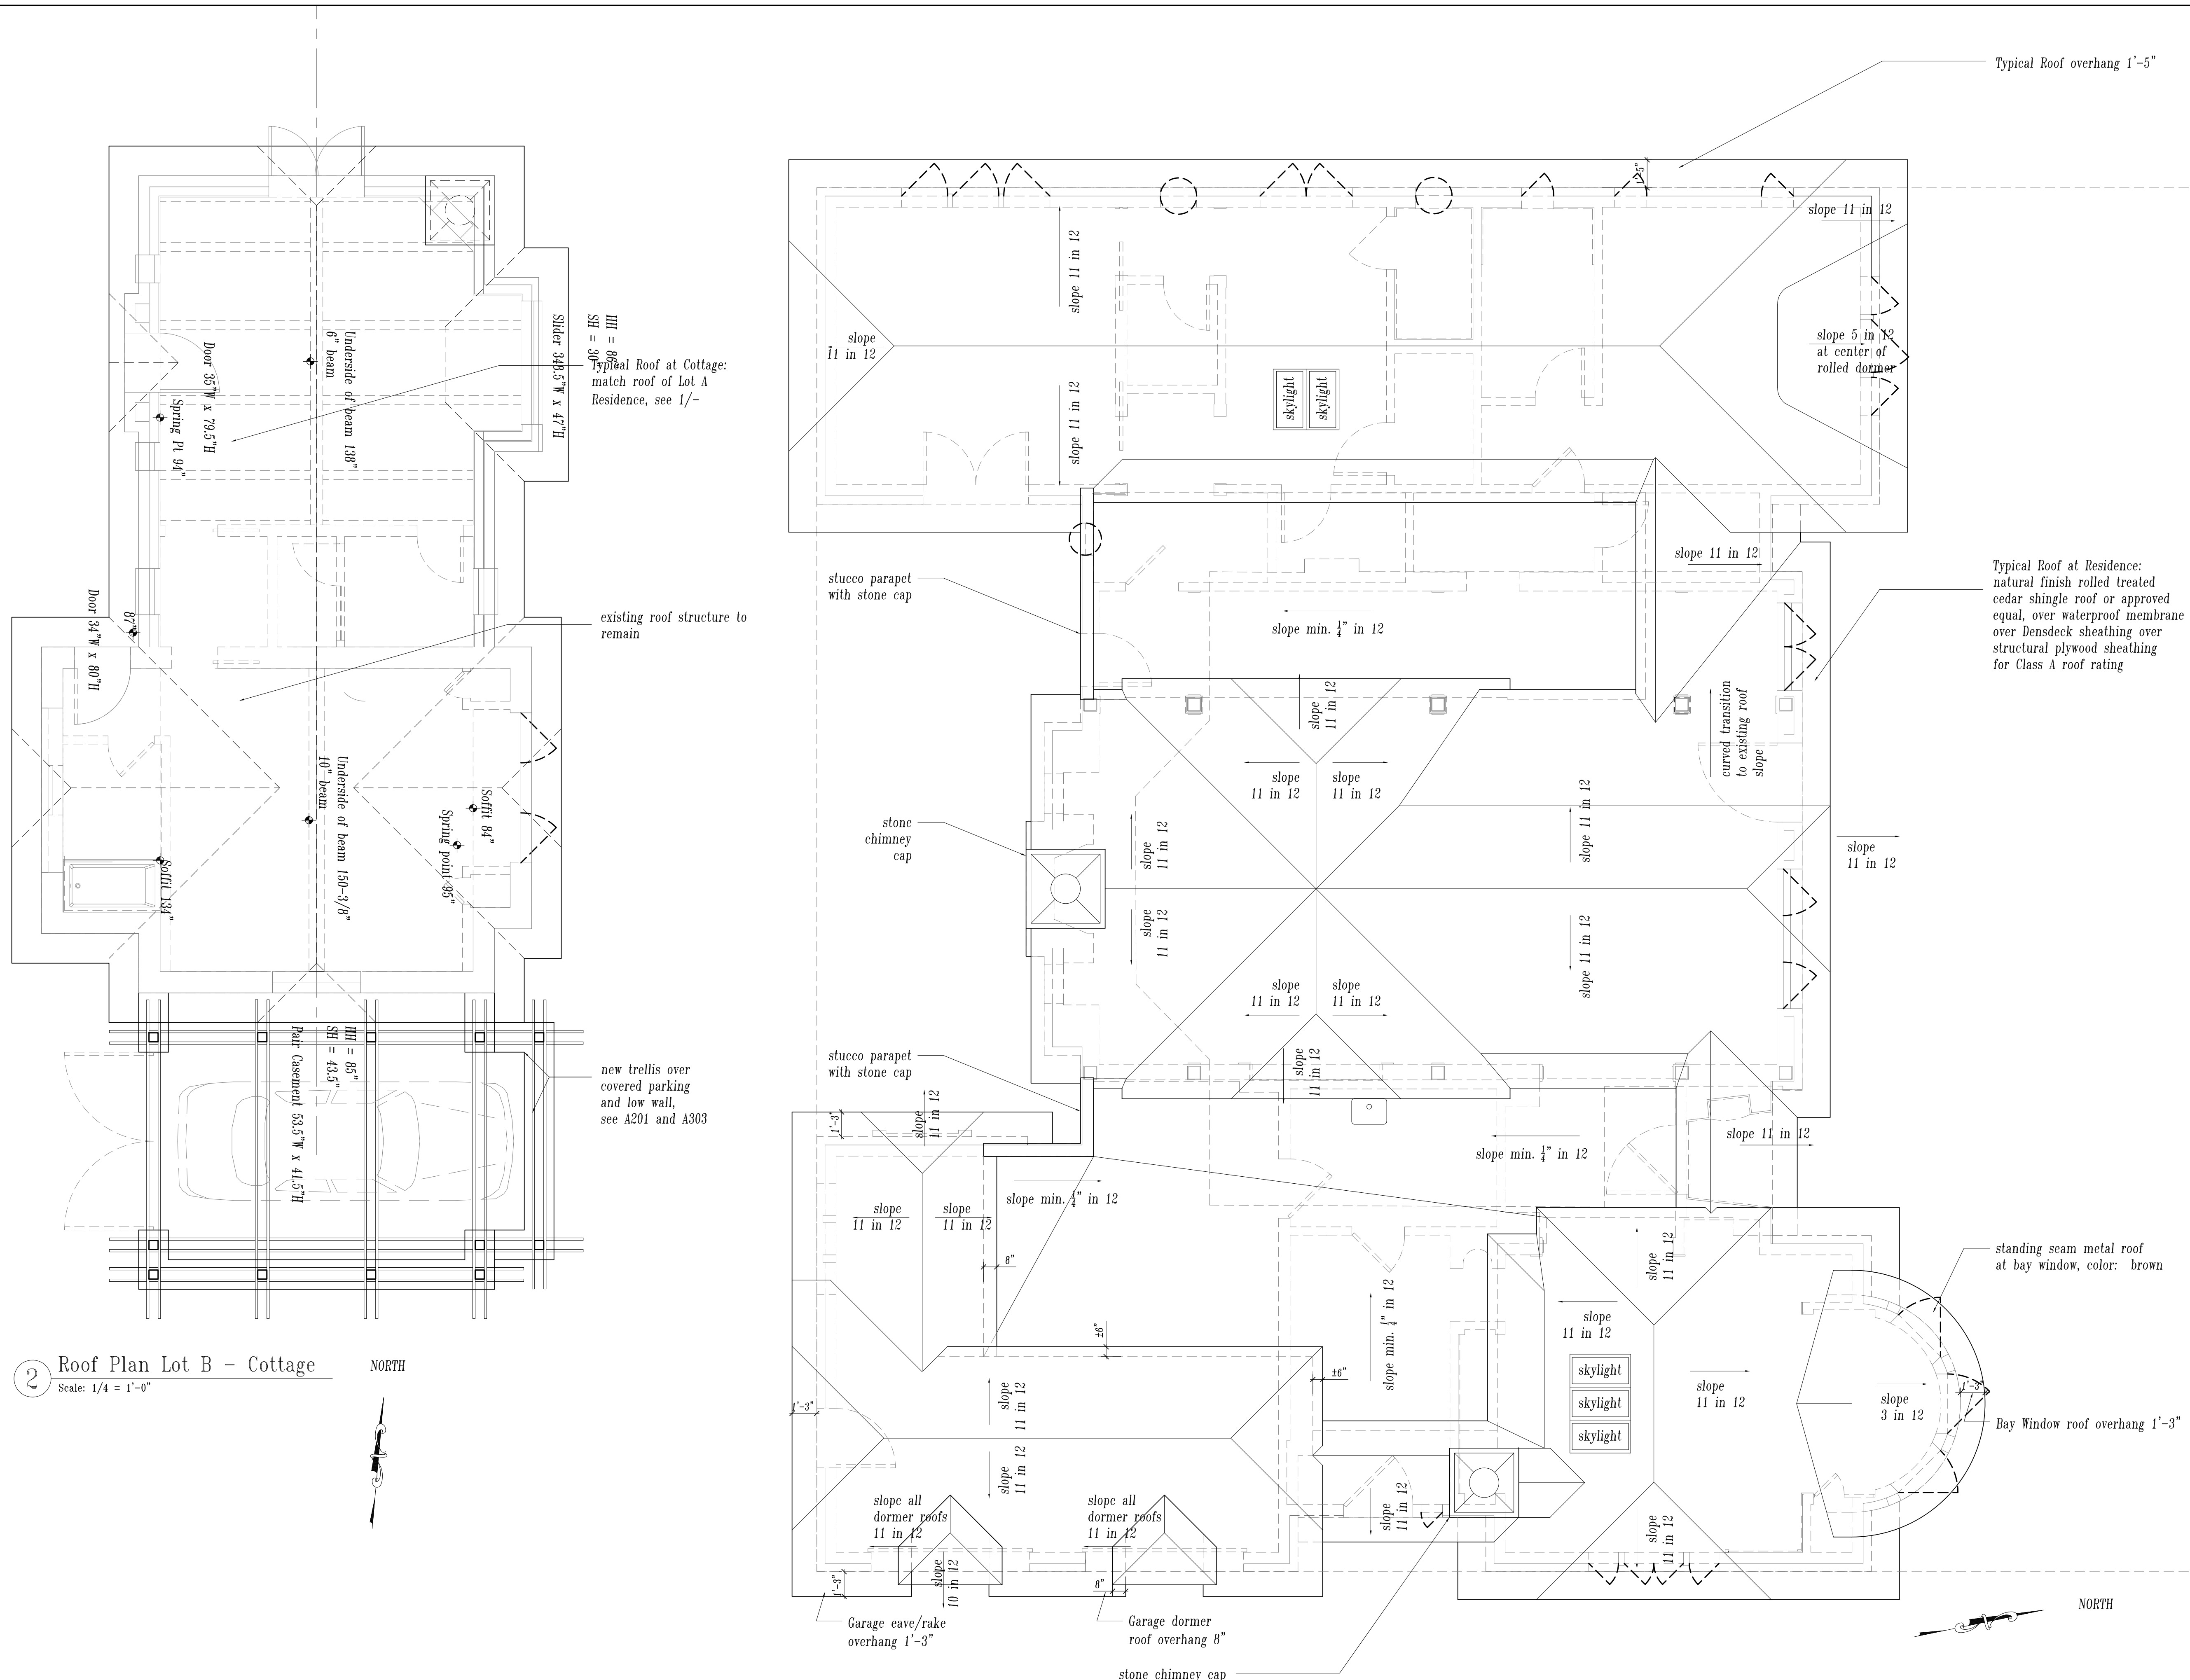 HH = 86"
SH = 30"
Slider 348.5"W x 47"H
Underside of beam 138"
6" beam
Door 35"W x 79.5"H
Spring Pt 94"
Typical Roof at Cottage:
match roof of Lot A
Residence, see 1/-
87"
Door 34"W x 80"H
existing roof structure to
remain
Underside of beam 150-3/8"
10" beam
Soffit 84"
Spring point 95"
Soffit 134"
HH = 85"
SH = 43.5"
Pair Casement 53.5"W x 41.5"H
new trellis over
covered parking
and low wall,
see A201 and A303
2
Roof Plan Lot B - Cottage
Scale: 1/4 = 1'-0"
NORTH
Typical Roof overhang 1'-5"
slope 11 in 12
slope 11 in 12
slope
11 in 12
slope 5 in 12
at center of
rolled dormer
skylight
skylight
slope 11 in 12
slope 11 in 12
stucco parapet
with stone cap
slope min. 1/4" in 12
Typical Roof at Residence:
natural finish rolled treated
cedar shingle roof or approved
equal, over waterproof membrane
over Densdeck sheathing over
structural plywood sheathing
for Class A roof rating
slope
11 in 12
curved transition
to existing roof
slope
slope
11 in 12
slope
11 in 12
stone
chimney
cap
slope
11 in 12
slope 11 in 12
slope
11 in 12
slope
11 in 12
slope 11 in 12
slope
11 in 12
slope
11 in 12
stucco parapet
with stone cap
slope
11 in 12
slope
11 in 12
1'-3"
slope 11 in 12
slope min. 1/4" in 12
slope min. 1/4" in 12
slope
11 in 12
slope
11 in 12
8"
slope
11 in 12
standing seam metal roof
at bay window, color: brown
slope min. 1/4" in 12
slope
11 in 12
±6"
±6"
skylight
skylight
skylight
slope
11 in 12
slope
3 in 12
1'-3"
Bay Window roof overhang 1'-3"
1'-3"
slope
11 in 12
slope
11 in 12
slope all
dormer roofs
11 in 12
slope all
dormer roofs
11 in 12
slope
11 in 12
slope
11 in 12
1'-3"
slope
10 in 12
8"
Garage eave/rake
overhang 1'-3"
Garage dormer
roof overhang 8"
NORTH
stone chimney cap